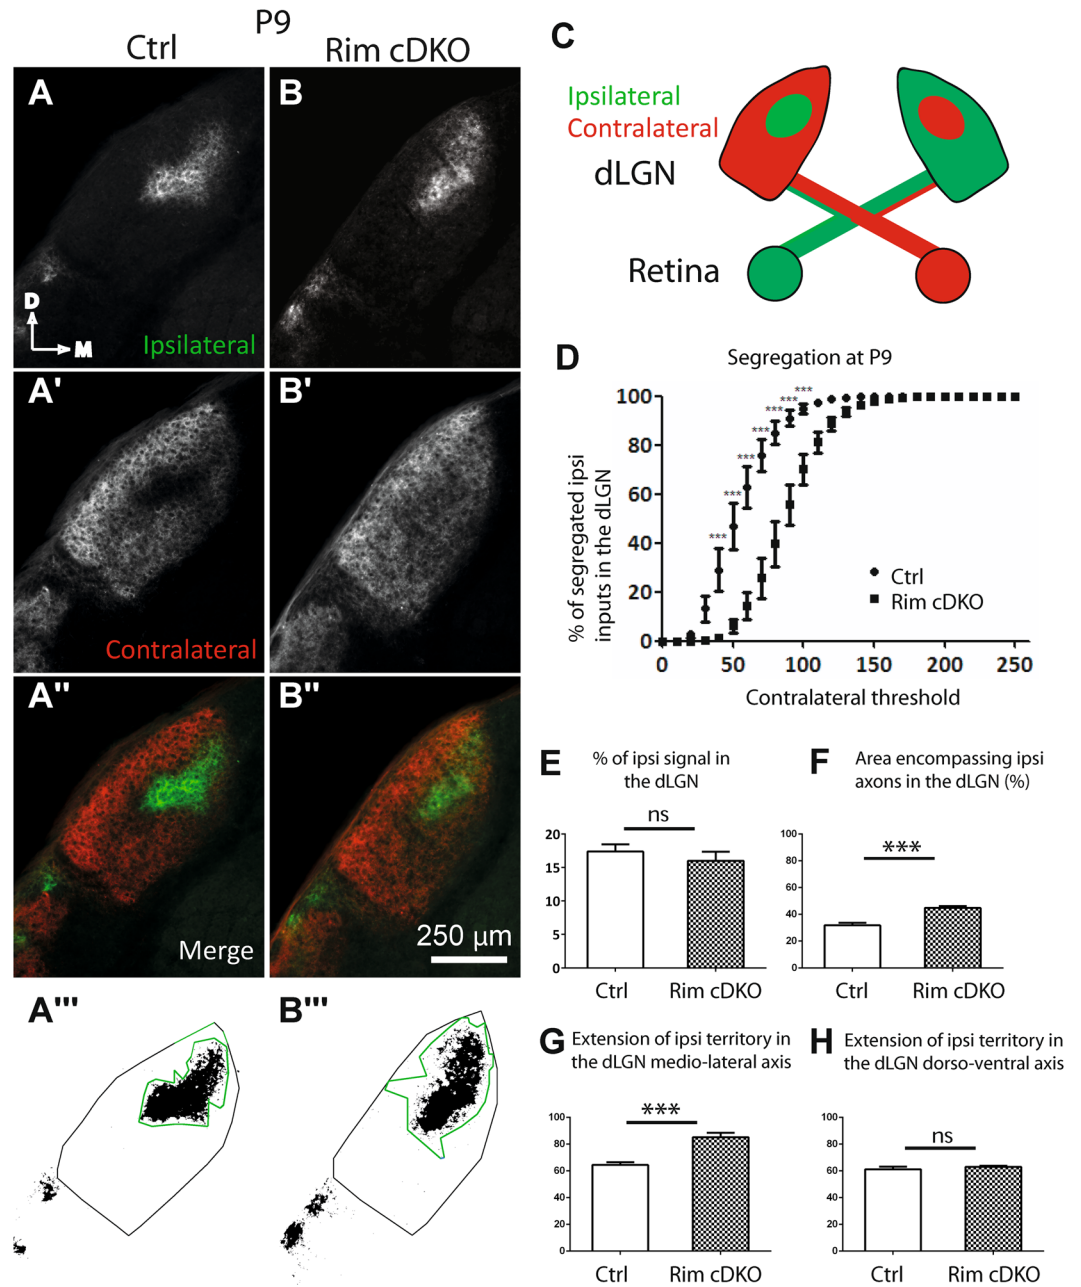 P9
Ctrl
Rim cDKO
A
B
D
M
Ipsilateral
A'
B'
Contralateral
A''
B''
Merge
250 µm
A'''
B'''
C
Ipsilateral
Contralateral
dLGN
Retina
D
Segregation at P9
% of segregated ipsi
inputs in the dLGN
100
80
60
40
20
0
*** *** *** *** *** *** ***
Ctrl
Rim cDKO
0 50 100 150 200 250
Contralateral threshold
E
% of ipsi signal in
the dLGN
ns
20
15
10
5
0
Ctrl Rim cDKO
F
Area encompassing ipsi
axons in the dLGN (%)
***
100
80
60
40
20
0
Ctrl Rim cDKO
G
Extension of ipsi territory in
the dLGN medio-lateral axis
***
100
80
60
40
20
0
Ctrl Rim cDKO
H
Extension of ipsi territory in
the dLGN dorso-ventral axis
ns
100
80
60
40
20
0
Ctrl Rim cDKO